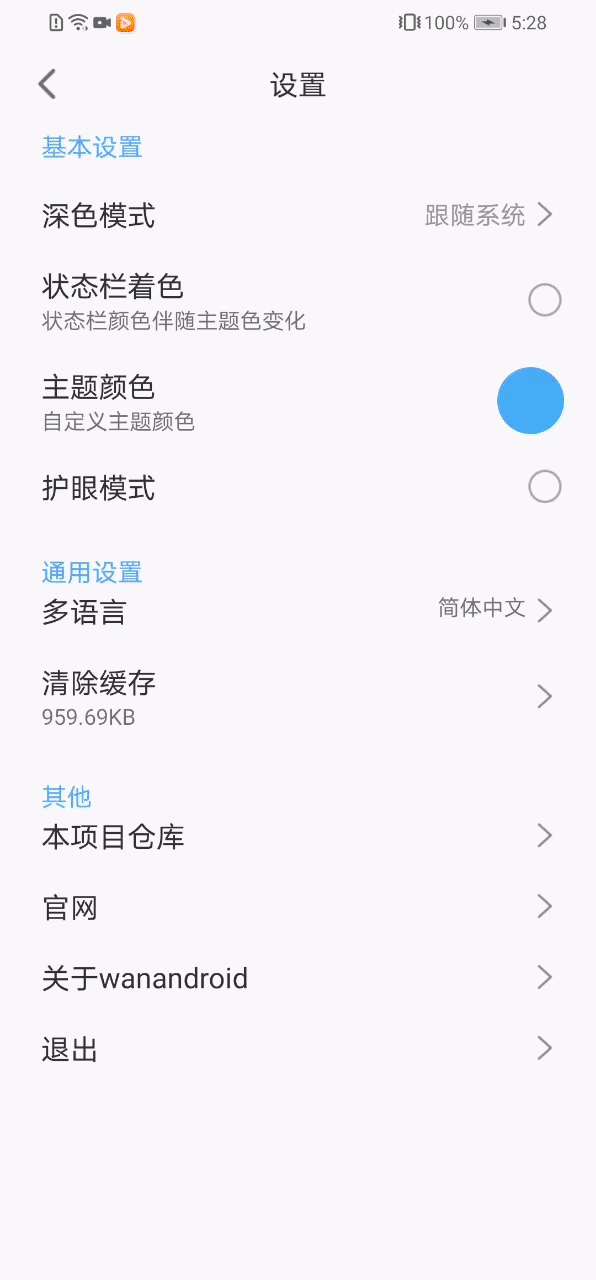 100% 5:28
设置
基本设置
深色模式 跟随系统
状态栏着色
状态栏颜色伴随主题色变化
主题颜色
自定义主题颜色
护眼模式
通用设置
多语言 简体中文
清除缓存
959.69KB
其他
本项目仓库
官网
关于wanandroid
退出